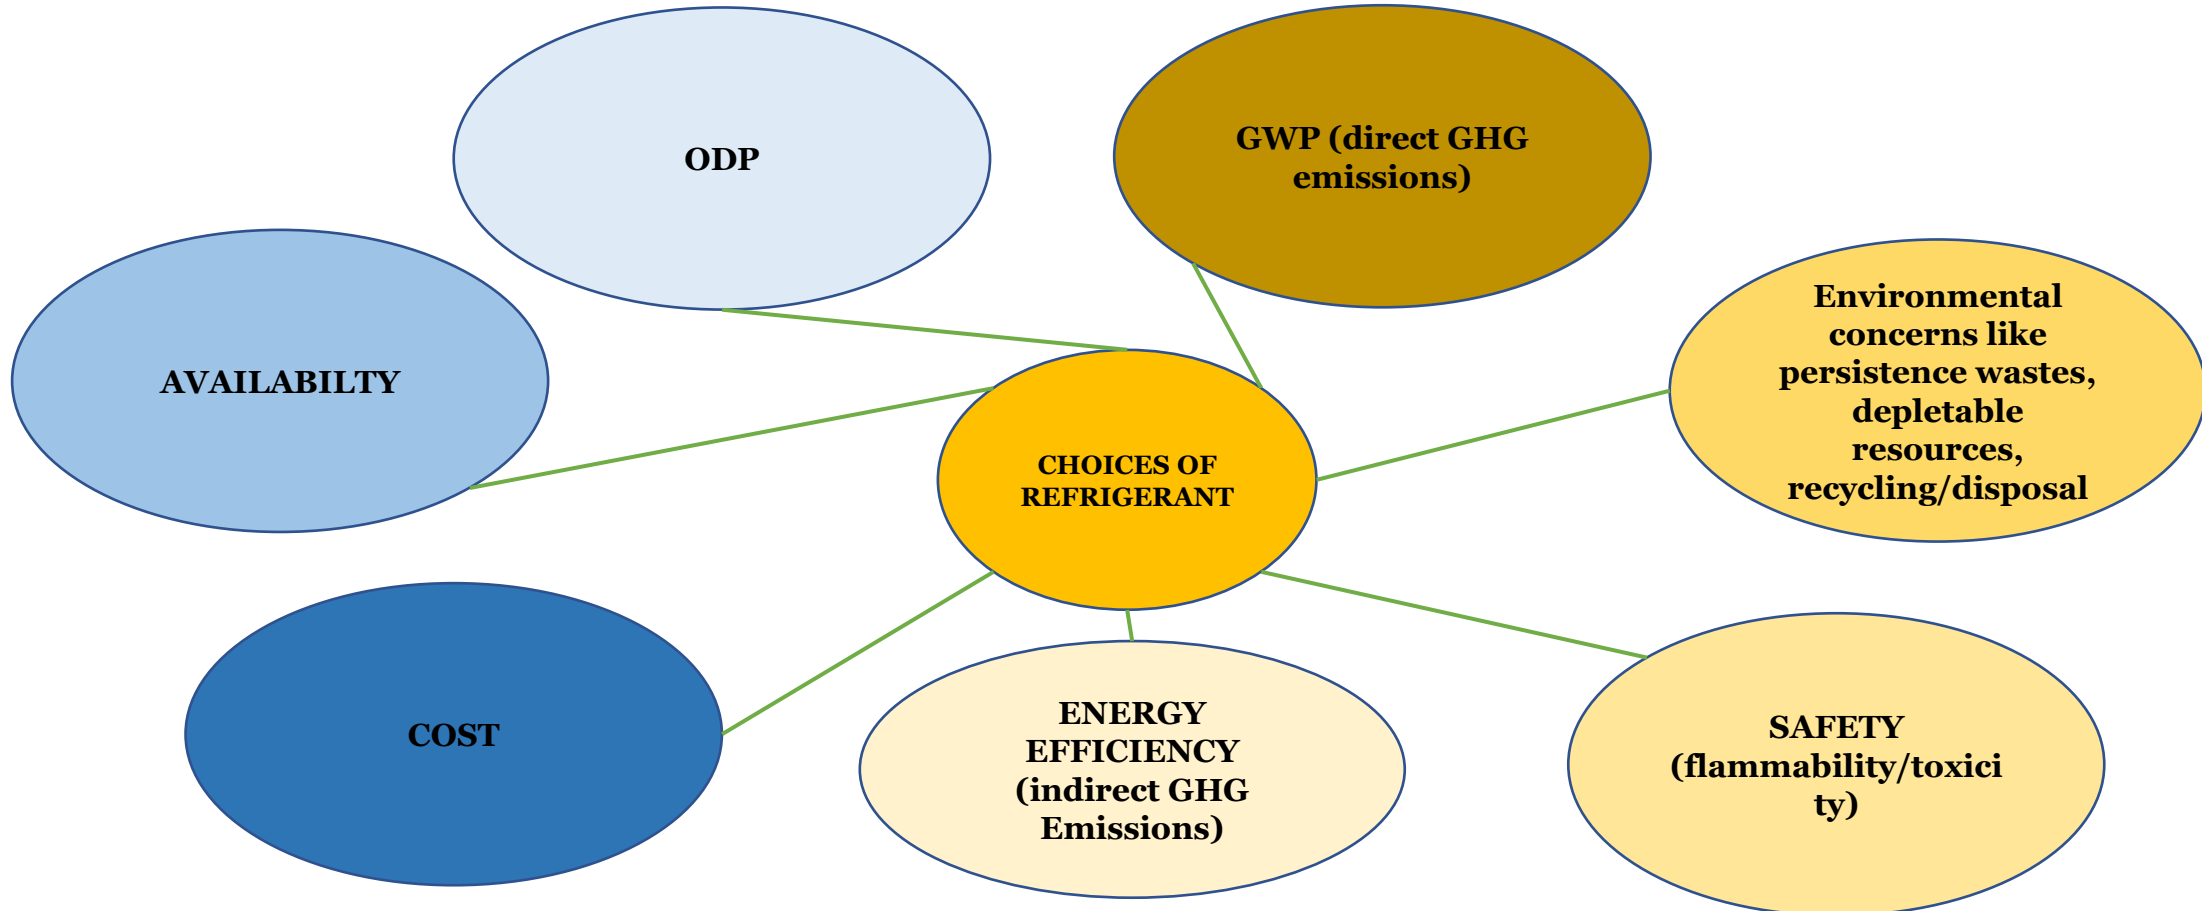 ODP
GWP (direct GHG
emissions)
AVAILABILTY
Environmental
concerns like
persistence wastes,
depletable
resources,
recycling/disposal
CHOICES OF
REFRIGERANT
COST
ENERGY
EFFICIENCY
(indirect GHG
Emissions)
SAFETY
(flammability/toxici
ty)